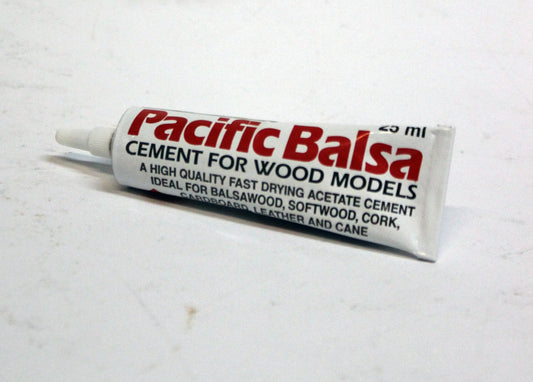 25 ml
Pacific Balsa
CEMENT FOR WOOD MODELS
A HIGH QUALITY FAST DRYING ACETATE CEMENT
IDEAL FOR BALSAWOOD, SOFTWOOD, CORK,
CARDBOARD, LEATHER AND CANE